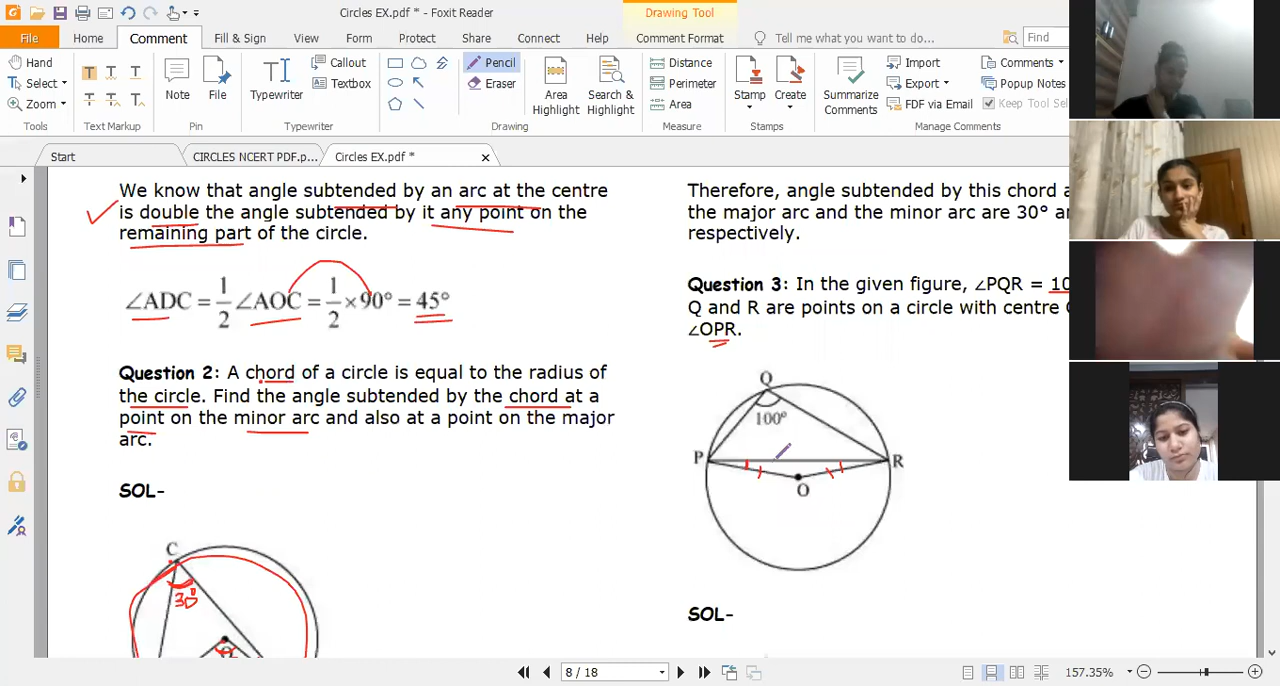 Circles EX.pdf * - Foxit Reader
Drawing Tool
File Home Comment Fill & Sign View Form Protect Share Connect Help Comment Format Tell me what you want to do... Find
Hand
Select
Zoom
Tools
Text Markup
Note
File
Pin
Typewriter
Callout
Textbox
Typewriter
Pencil
Eraser
Drawing
Area Highlight
Search & Highlight
Distance
Perimeter
Area
Measure
Stamp
Create
Stamps
Summarize Comments
Import
Export
FDF via Email
Comments
Popup Notes
Keep Tool Sel
Manage Comments
Start
CIRCLES NCERT PDF.p...
Circles EX.pdf *
We know that angle subtended by an arc at the centre
is double the angle subtended by it any point on the
remaining part of the circle.
∠ADC = 1/2 ∠AOC = 1/2 × 90° = 45°
Question 2: A chord of a circle is equal to the radius of
the circle. Find the angle subtended by the chord at a
point on the minor arc and also at a point on the major
arc.
SOL-
C
30°
Therefore, angle subtended by this chord
the major arc and the minor arc are 30°
respectively.
Question 3: In the given figure, ∠PQR = 10
Q and R are points on a circle with centre
∠OPR.
Q
100°
P
R
O
SOL-
8 / 18
157.35%